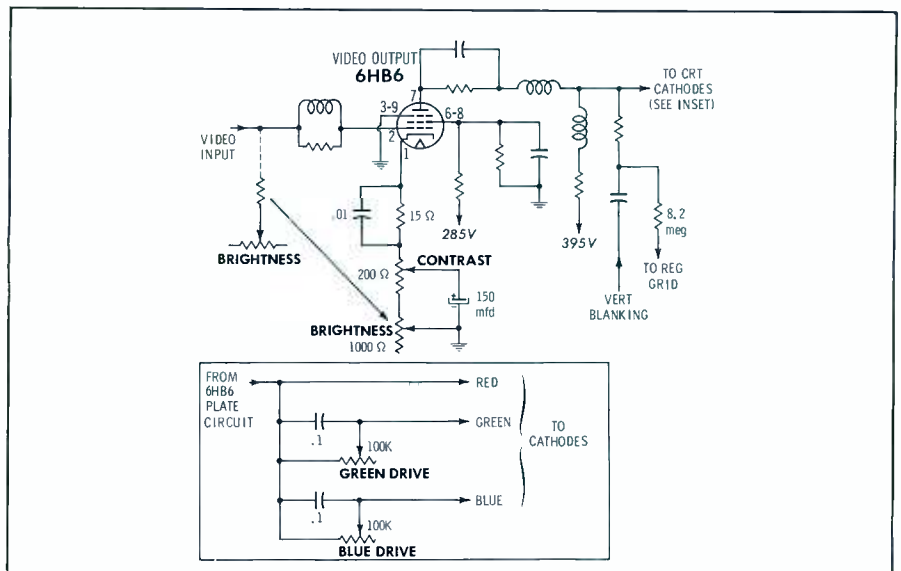 VIDEO OUTPUT
6HB6
7
3-9
6-8
2
1
VIDEO
INPUT
TO CRT
CATHODES
(SEE INSET)
.01
15 Ω
285V
395V
8.2
meg
BRIGHTNESS
CONTRAST
200 Ω
TO REG
GRID
150
mfd
VERT
BLANKING
BRIGHTNESS
1000 Ω
FROM
6HB6
PLATE
CIRCUIT
RED
GREEN
.1
100K
GREEN DRIVE
TO
CATHODES
BLUE
.1
100K
BLUE DRIVE